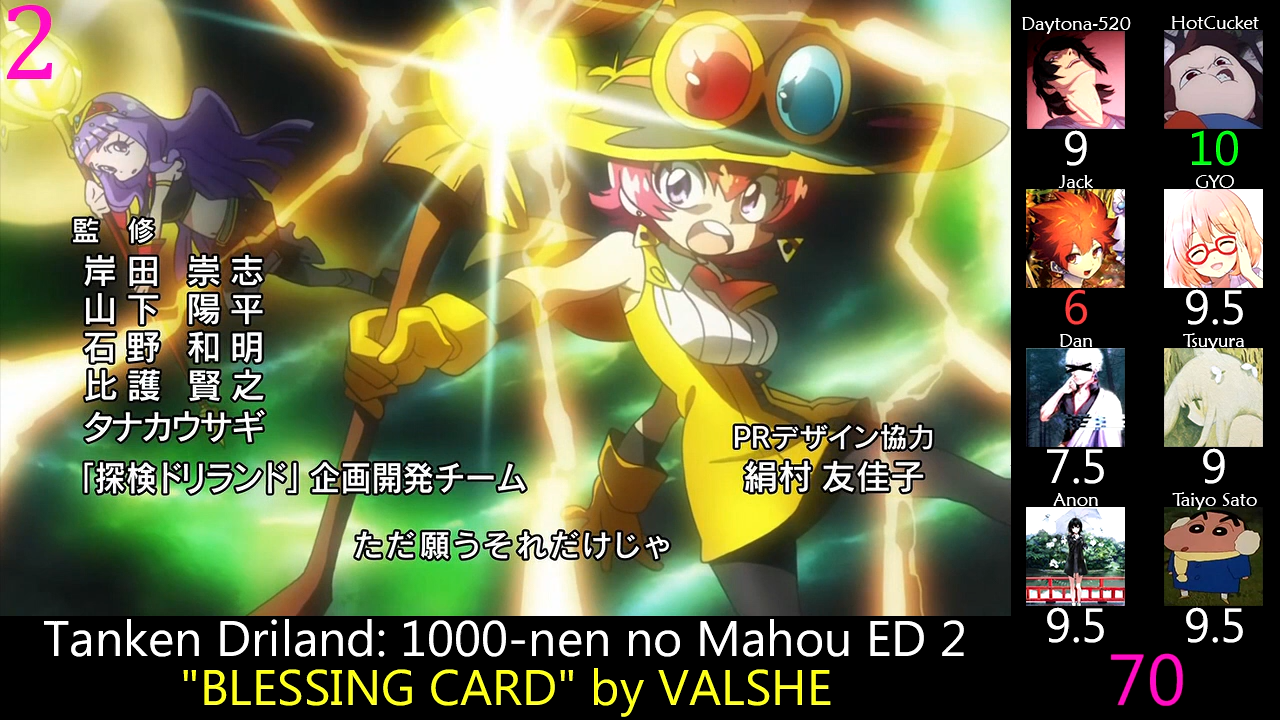 2
監 修
岸田 崇志
山下 陽平
石野 和明
比護 賢之
タナカウサギ
「探検ドリランド」企画開発チーム
PRデザイン協力
絹村 友佳子
ただ願うそれだけじゃ
Tanken Driland: 1000-nen no Mahou ED 2
"BLESSING CARD" by VALSHE
Daytona-520
9
HotCucket
10
Jack
6
GYO
9.5
Dan
7.5
Tsuyura
9
Anon
9.5
Taiyo Sato
9.5
70